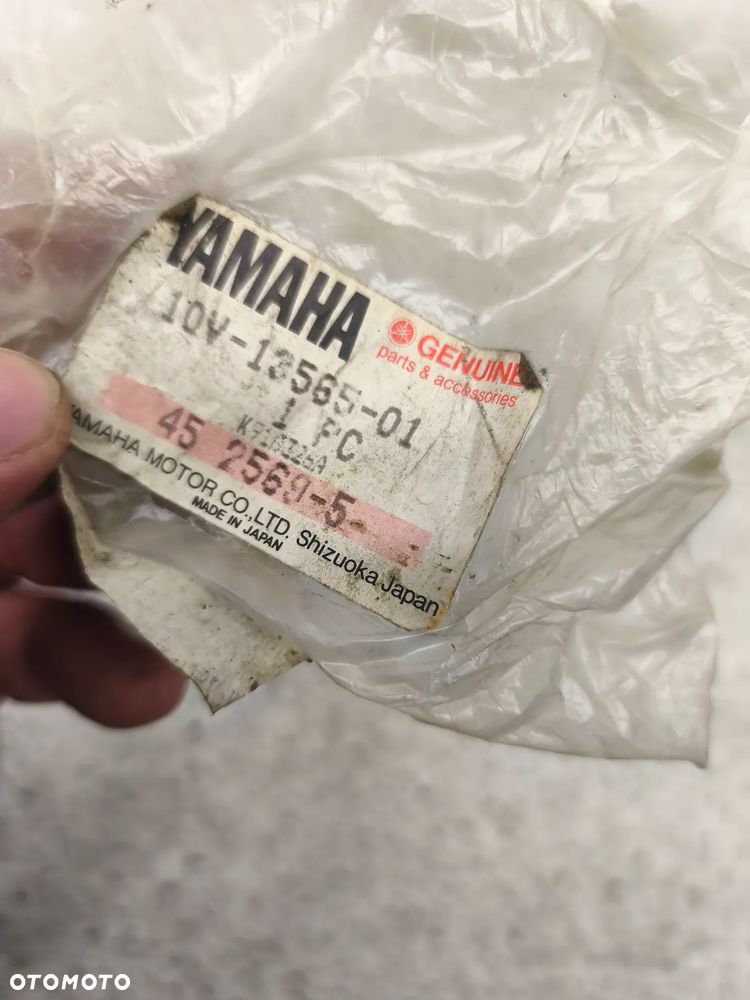 YAMAHA
GENUINE
parts & accessories
10V-13565-01
1 PC
45 2569-5-
YAMAHA MOTOR CO.,LTD. Shizuoka Japan
MADE IN JAPAN
OTOMOTO